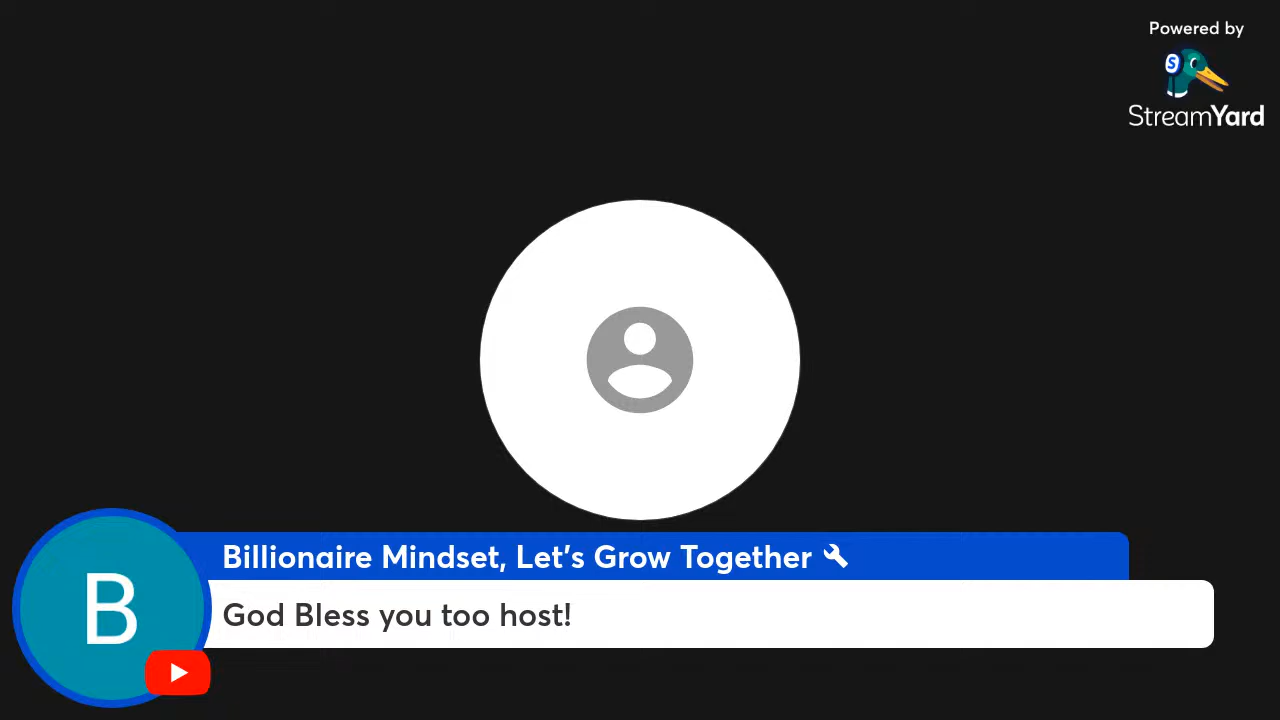 Powered by
S
StreamYard
Billionaire Mindset, Let's Grow Together
God Bless you too host!
B